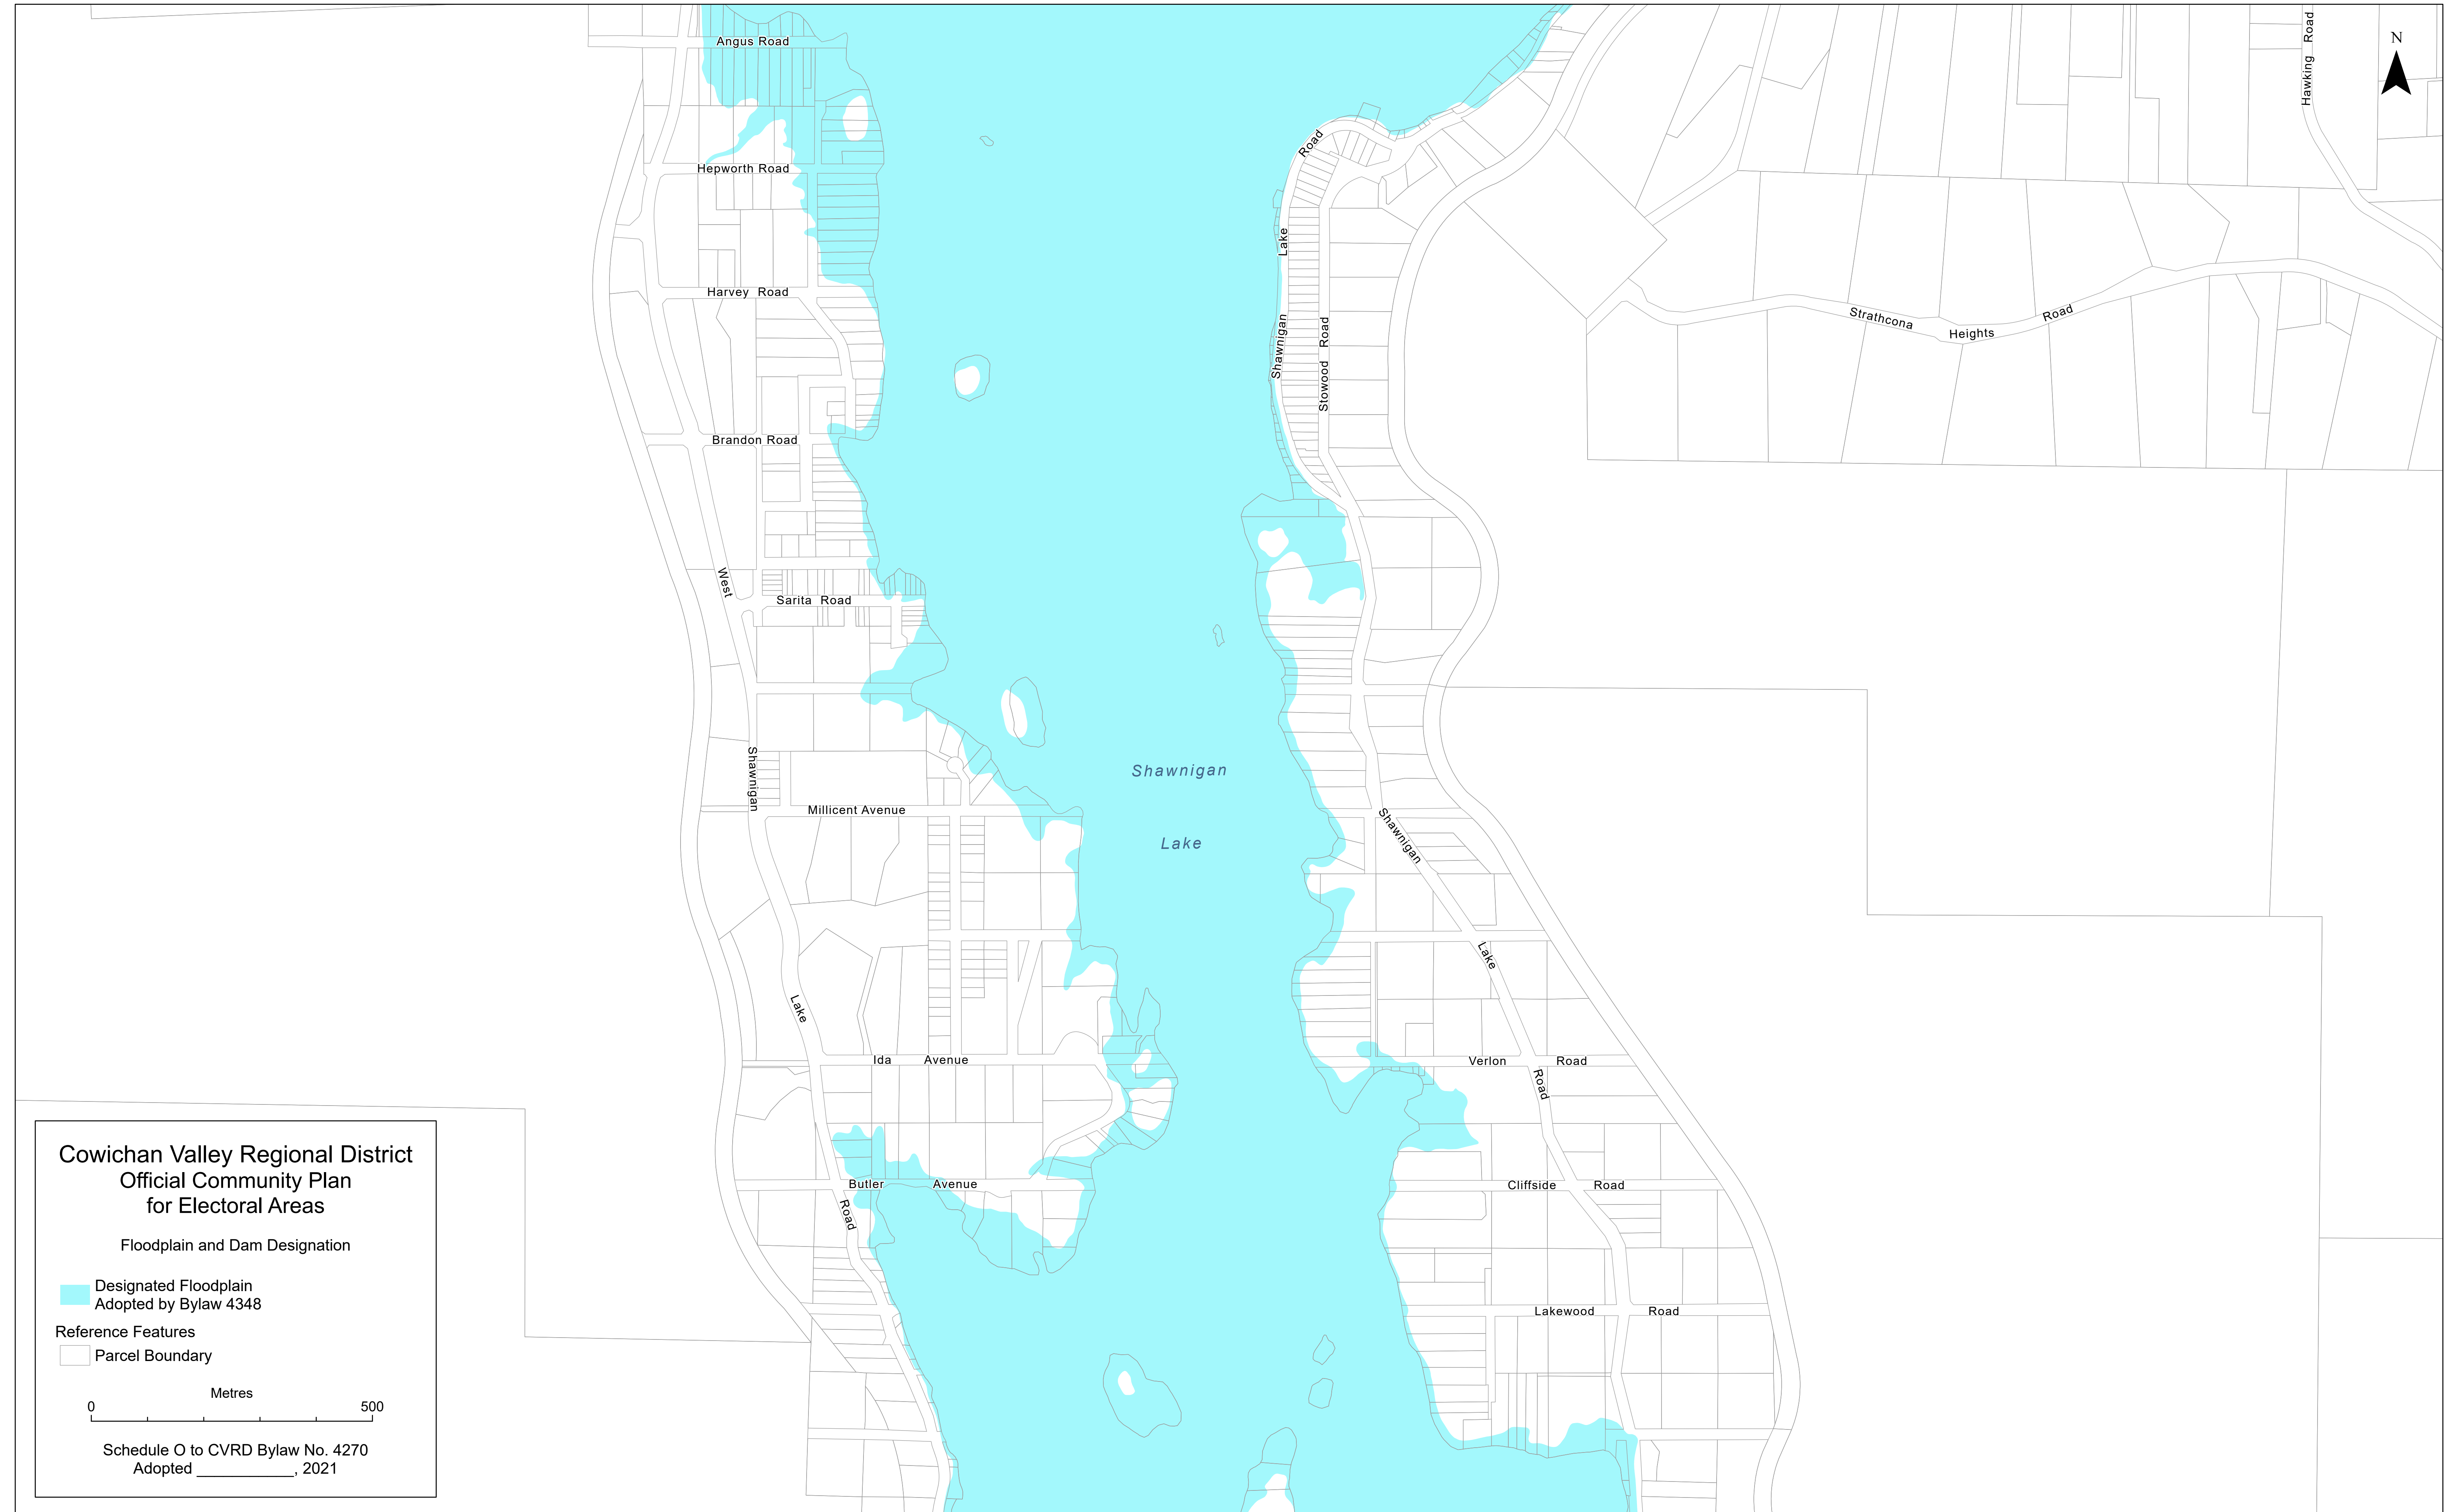 Angus Road
Hawking Road
N
Road
Hepworth Road
Lake
Harvey Road
Strathcona Heights Road
Shawnigan
Stowood Road
Brandon Road
West
Sarita Road
Shawnigan
Shawnigan
Lake
Millicent Avenue
Shawnigan
Lake
Lake
Ida Avenue
Verlon Road
Road
Butler Avenue
Cliffside Road
Road
Lakewood Road
Cowichan Valley Regional District
Official Community Plan
for Electoral Areas
Floodplain and Dam Designation
Designated Floodplain
Adopted by Bylaw 4348
Reference Features
Parcel Boundary
Metres
0 500
Schedule O to CVRD Bylaw No. 4270
Adopted ___________, 2021